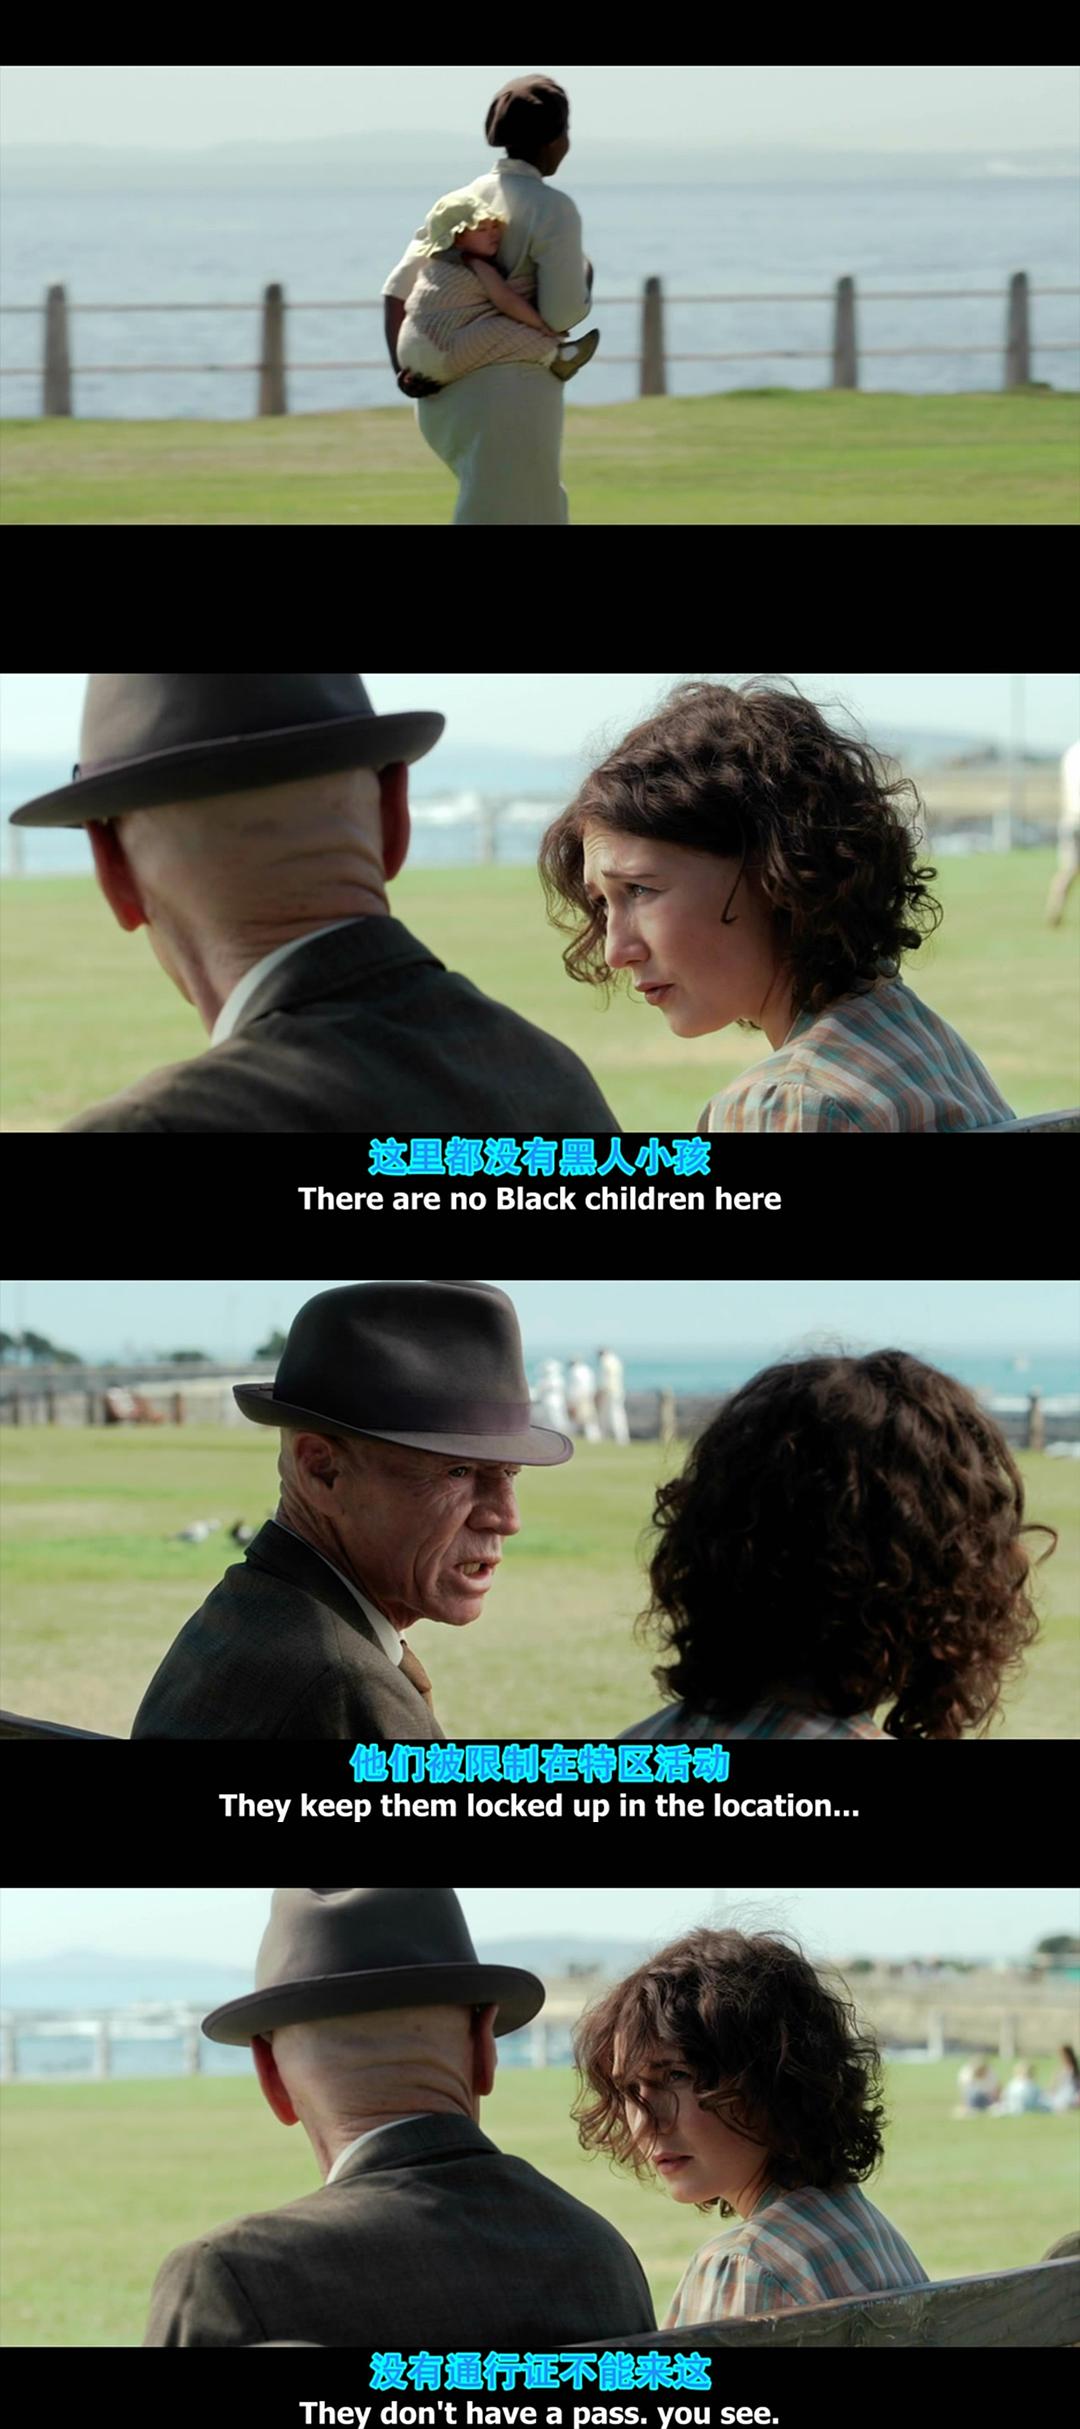 这里都没有黑人小孩
There are no Black children here
他们被限制在特区活动
They keep them locked up in the location...
没有通行证不能来这
They don't have a pass. you see.